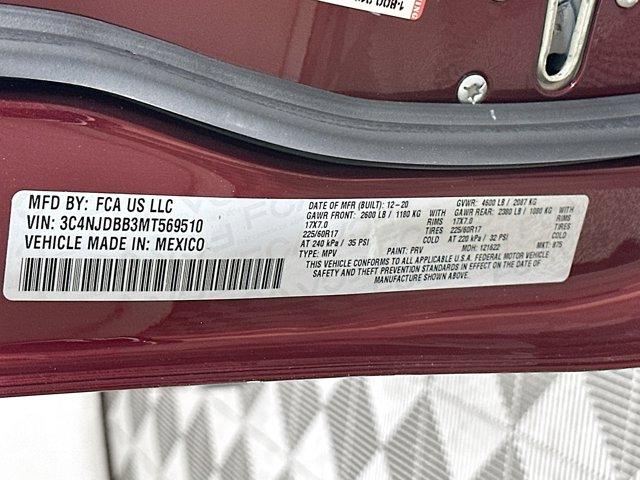 MFD BY: FCA US LLC
VIN: 3C4NJDBB3MT569510
VEHICLE MADE IN: MEXICO
DATE OF MFR (BUILT): 12-20 GVWR: 4600 LB / 2087 KG
GAWR FRONT: 2600 LB / 1180 KG WITH GAWR REAR: 2380 LB / 1080 KG WITH
17X7.0 RIMS 17X7.0 RIMS
225/60R17 TIRES 225/60R17 TIRES
AT 240 kPa / 35 PSI COLD AT 220 kPa / 32 PSI COLD
TYPE: MPV PAINT: PRV MDH: 121622 MKT: 875
THIS VEHICLE CONFORMS TO ALL APPLICABLE U.S.A. FEDERAL MOTOR VEHICLE
SAFETY AND THEFT PREVENTION STANDARDS IN EFFECT ON THE DATE OF
MANUFACTURE SHOWN ABOVE.